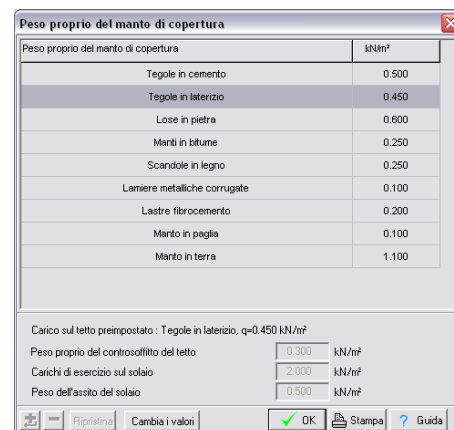 Peso proprio del manto di copertura
Peso proprio del manto di copertura kN/m²
Tegole in cemento 0.500
Tegole in laterizio 0.450
Lose in pietra 0.600
Manti in bitume 0.250
Scandole in legno 0.250
Lamiere metalliche corrugate 0.100
Lastre fibrocemento 0.200
Manto in paglia 0.100
Manto in terra 1.100
Carico sul tetto preimpostato : Tegole in laterizio, q=0.450 kN/m²
Peso proprio del controsoffitto del tetto 0.300 kN/m²
Carichi di esercizio sul solaio 2.000 kN/m²
Peso dell'assito del solaio 0.500 kN/m²
Ripristina Cambia i valori OK Stampa ? Guida